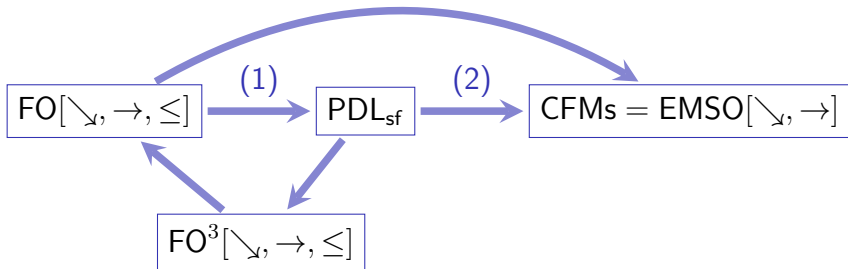 (1) (2)
FO[↘, →, ≤] PDL_sf CFMs = EMSO[↘, →]
FO³[↘, →, ≤]